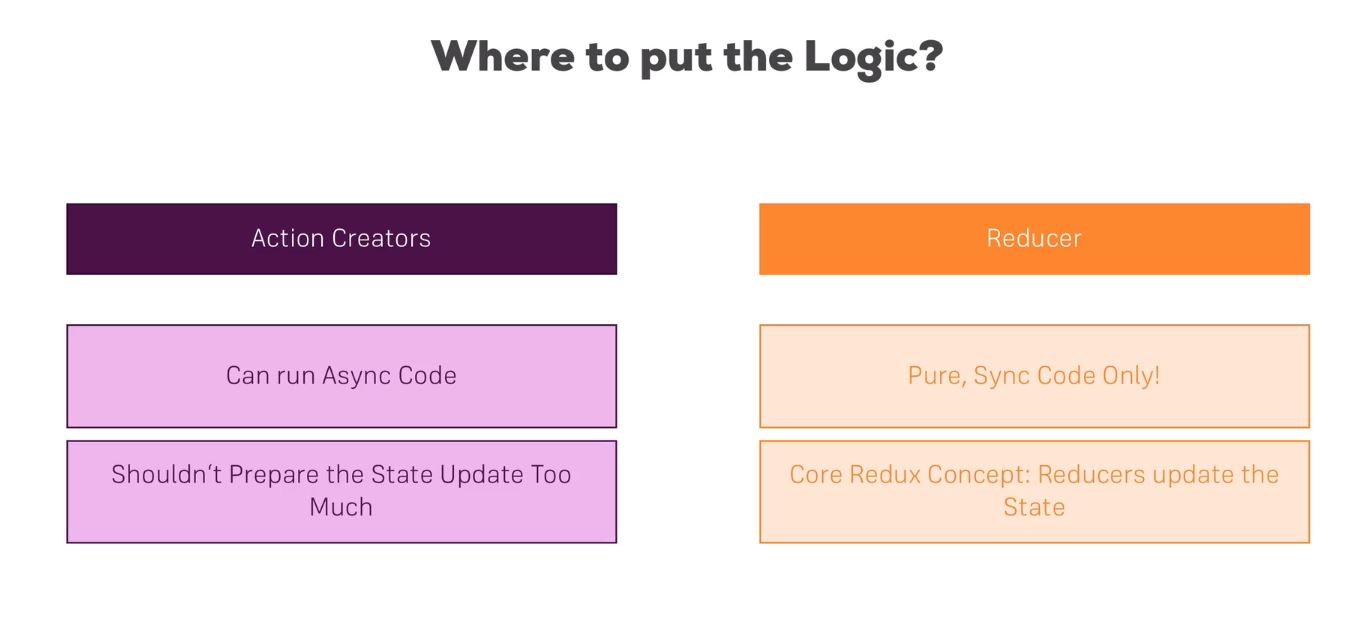 Where to put the Logic?
Action Creators
Reducer
Can run Async Code
Pure, Sync Code Only!
Shouldn’t Prepare the State Update Too
Much
Core Redux Concept: Reducers update the
State